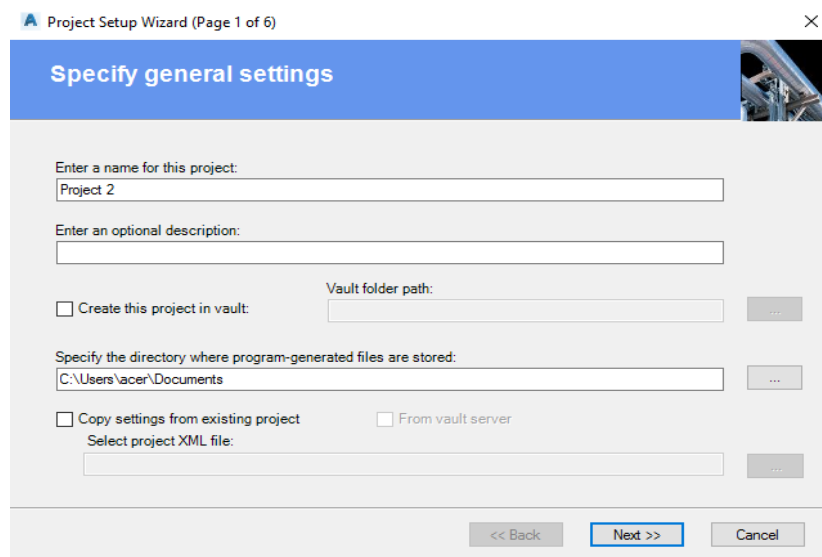 Project Setup Wizard (Page 1 of 6)
Specify general settings
Enter a name for this project:
Project 2
Enter an optional description:
Vault folder path:
Create this project in vault:
...
Specify the directory where program-generated files are stored:
C:\Users\acer\Documents
...
Copy settings from existing project From vault server
Select project XML file:
...
<< Back Next >> Cancel